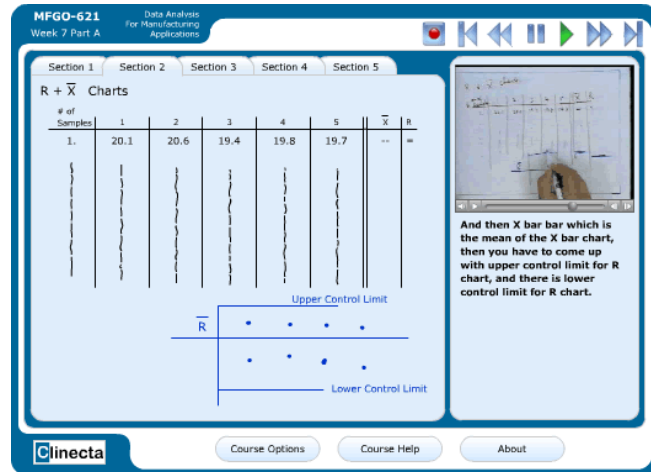 MFGO-621
Week 7 Part A
Data Analysis
For Manufacturing
Applications
Section 1
Section 2
Section 3
Section 4
Section 5
R + X̅ Charts
# of
Samples 1 2 3 4 5 X̅ R
1. 20.1 20.6 19.4 19.8 19.7 -- =
Upper Control Limit
R̅
Lower Control Limit
And then X bar bar which is
the mean of the X bar chart,
then you have to come up
with upper control limit for R
chart, and there is lower
control limit for R chart.
Clinecta
Course Options
Course Help
About